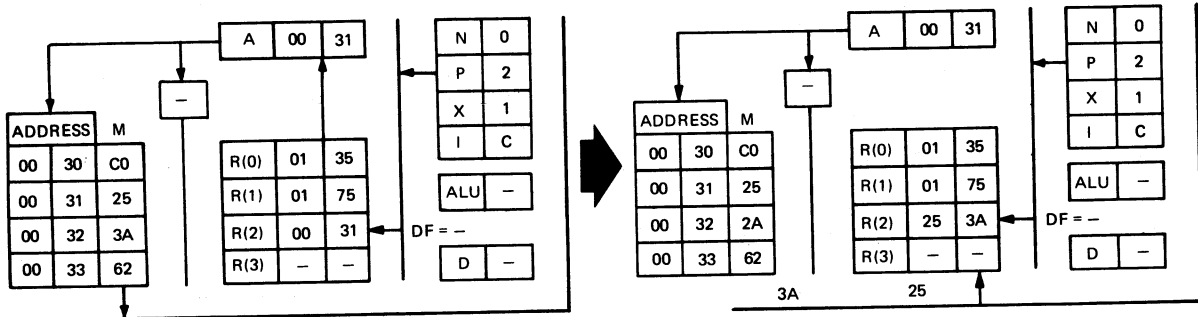 A 00 31
N 0
P 2
X 1
I C
–
ADDRESS M
00 30 C0
00 31 25
00 32 3A
00 33 62
R(0) 01 35
R(1) 01 75
R(2) 00 31
R(3) – –
ALU –
DF = –
D –
A 00 31
N 0
P 2
X 1
I C
–
ADDRESS M
00 30 C0
00 31 25
00 32 2A
00 33 62
R(0) 01 35
R(1) 01 75
R(2) 25 3A
R(3) – –
ALU –
DF = –
D –
3A 25